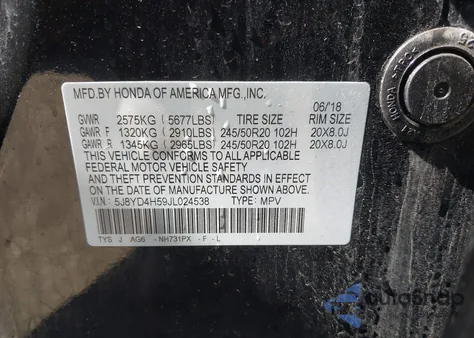 MFD.BY HONDA OF AMERICA MFG.,INC.
06/18
GVWR 2575KG (5677LBS) TIRE SIZE RIM SIZE
GAWR F 1320KG (2910LBS) 245/50R20 102H 20X8.0J
GAWR R 1345KG (2965LBS) 245/50R20 102H 20X8.0J
THIS VEHICLE CONFORMS TO ALL APPLICABLE
FEDERAL MOTOR VEHICLE SAFETY
AND THEFT PREVENTION STANDARDS IN EFFECT
ON THE DATE OF MANUFACTURE SHOWN ABOVE.
V.I.N.: 5J8YD4H59JL024538 TYPE: MPV
TYS J AG6 - NH731PX - F - L
HONDA
autoshap